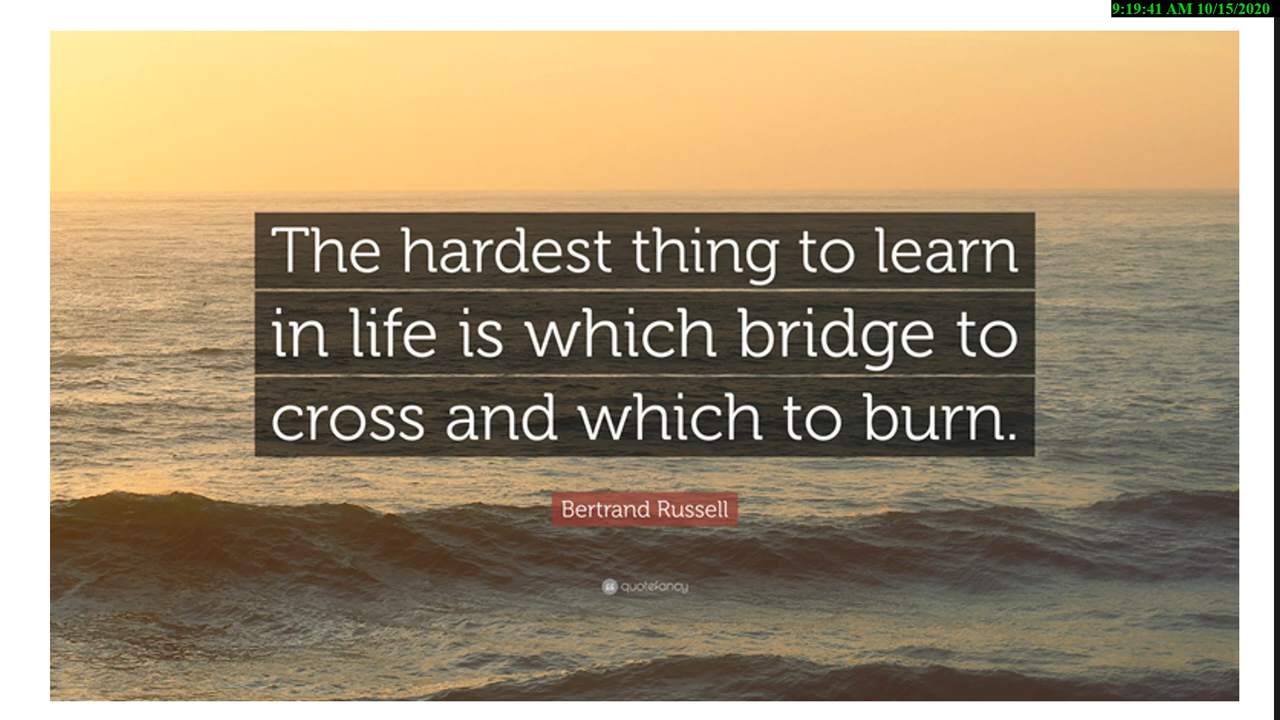 9:19:41 AM 10/15/2020
The hardest thing to learn
in life is which bridge to
cross and which to burn.
Bertrand Russell
quotefancy